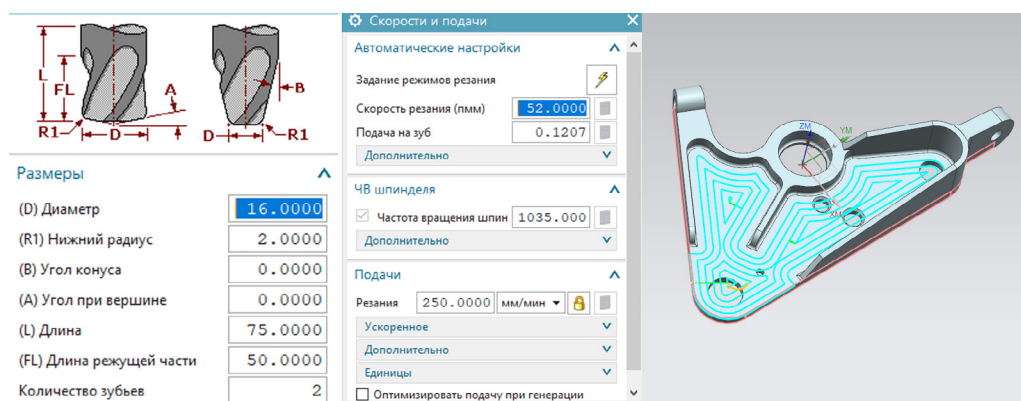 L
FL
R1
D
A
D
B
R1
Размеры
(D) Диаметр 16.0000
(R1) Нижний радиус 2.0000
(B) Угол конуса 0.0000
(A) Угол при вершине 0.0000
(L) Длина 75.0000
(FL) Длина режущей части 50.0000
Количество зубьев 2
Скорости и подачи
Автоматические настройки
Задание режимов резания
Скорость резания (пмм) 52.0000
Подача на зуб 0.1207
Дополнительно
ЧВ шпинделя
Частота вращения шпин 1035.000
Дополнительно
Подачи
Резания 250.0000 мм/мин
Ускоренное
Дополнительно
Единицы
Оптимизировать подачу при генерации
ZM
YM
XM